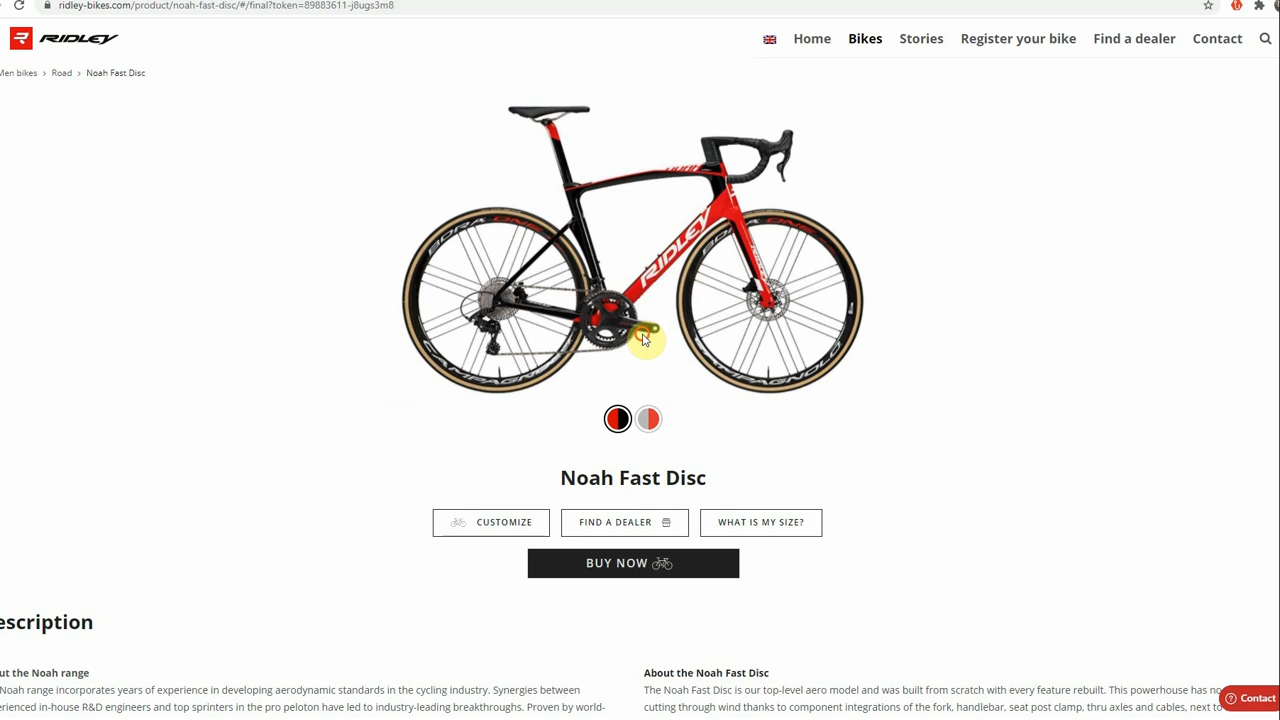 ridley-bikes.com/product/noah-fast-disc/#/final?token=89883611-j8ugs3m8
RIDLEY
Home
Bikes
Stories
Register your bike
Find a dealer
Contact
Men bikes > Road > Noah Fast Disc
RIDLEY
BORA ONE
BORA ONE
CAMPAGNOLO
CAMPAGNOLO
Noah Fast Disc
CUSTOMIZE
FIND A DEALER
WHAT IS MY SIZE?
BUY NOW
escription
ut the Noah range
Noah range incorporates years of experience in developing aerodynamic standards in the cycling industry. Synergies between
erienced in-house R&D engineers and top sprinters in the pro peloton have led to industry-leading breakthroughs.
About the Noah Fast Disc
The Noah Fast Disc is our top-level aero model and was built from scratch with every feature rebuilt. This powerhouse has no
cutting through wind thanks to component integrations of the fork, handlebar, seat post clamp, thru axles and cables, next to
Contact